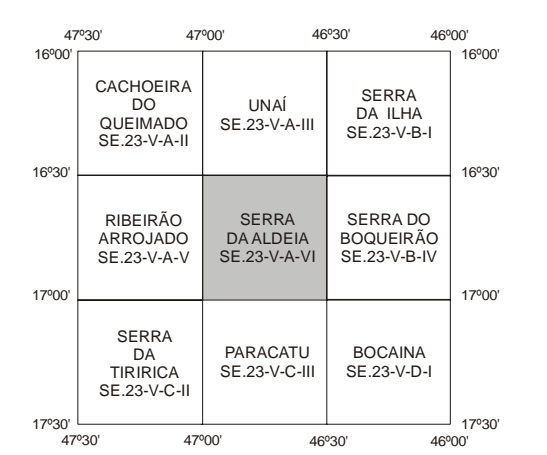 47º30' 47º00' 46º30' 46º00'
16º00' 16º00'
CACHOEIRA
DO
QUEIMADO
SE.23-V-A-II
UNAÍ
SE.23-V-A-III
SERRA
DA ILHA
SE.23-V-B-I
16º30' 16º30'
RIBEIRÃO
ARROJADO
SE.23-V-A-V
SERRA
DA ALDEIA
SE.23-V-A-VI
SERRA DO
BOQUEIRÃO
SE.23-V-B-IV
17º00' 17º00'
SERRA
DA
TIRIRICA
SE.23-V-C-II
PARACATU
SE.23-V-C-III
BOCAINA
SE.23-V-D-I
17º30' 17º30'
47º30' 47º00' 46º30' 46º00'